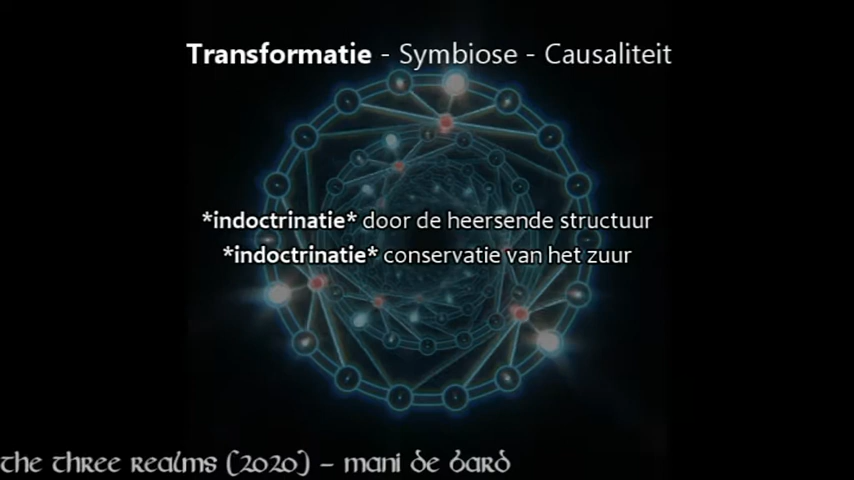 Transformatie - Symbiose - Causaliteit
*indoctrinatie* door de heersende structuur
*indoctrinatie* conservatie van het zuur
The Three Realms (2020) - Mani de Bard